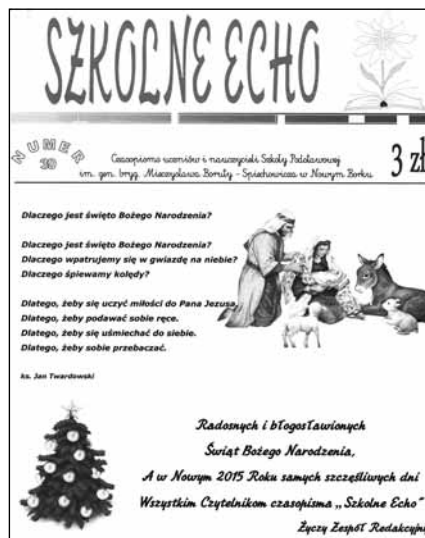 SZKOLNE ECHO
NUMER
39
Czasopismo uczniów i nauczycieli Szkoły Podstawowej
im. gen. bryg. Mieczysława Boruty - Spiechowicza w Nowym Borku
3 zł
Dlaczego jest święto Bożego Narodzenia?
Dlaczego jest święto Bożego Narodzenia?
Dlaczego wpatrujemy się w gwiazdę na niebie?
Dlaczego śpiewamy kolędy?
Dlatego, żeby się uczyć miłości do Pana Jezusa.
Dlatego, żeby podawać sobie ręce.
Dlatego, żeby się uśmiechać do siebie.
Dlatego, żeby sobie przebaczać.
ks. Jan Twardowski
Radosnych i błogosławionych
Świąt Bożego Narodzenia,
A w Nowym 2015 Roku samych szczęśliwych dni
Wszystkim Czytelnikom czasopisma „Szkolne Echo”
Życzy Zespół Redakcyjny